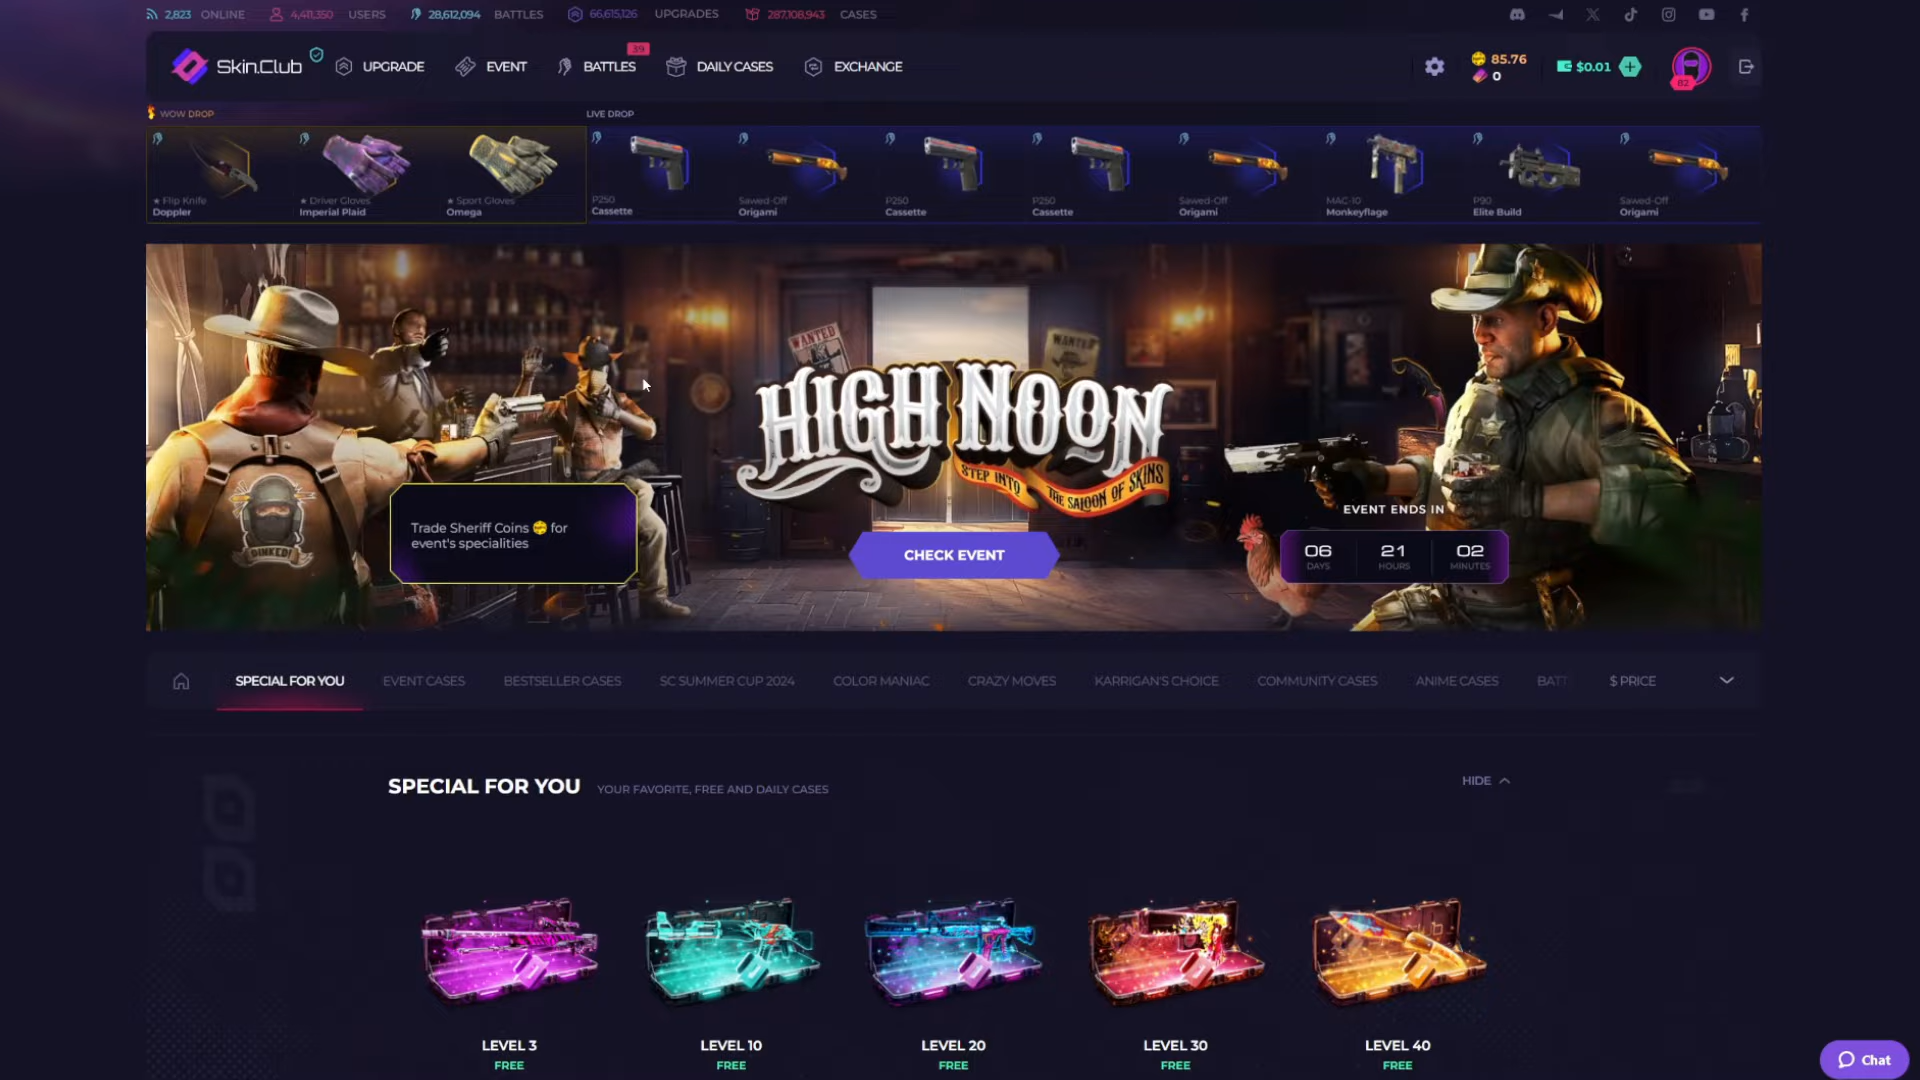 2,823 ONLINE 4,411,350 USERS 28,612,094 BATTLES 66,615,126 UPGRADES 287,108,943 CASES
Skin.Club UPGRADE EVENT BATTLES 39 DAILY CASES EXCHANGE 85.76 $0.01
0
82
WOW DROP LIVE DROP
★ Flip Knife ★ Driver Gloves ★ Sport Gloves P250 Sawed-Off P250 P250 Sawed-Off MAC-10 P90 Sawed-Off
Doppler Imperial Plaid Omega Cassette Origami Cassette Cassette Origami Monkeyflage Elite Build Origami
WANTED WANTED
HIGH NOON
STEP INTO THE SALOON OF SKINS
DINKED!
Trade Sheriff Coins for
event's specialities
CHECK EVENT
EVENT ENDS IN
06 21 02
DAYS HOURS MINUTES
SPECIAL FOR YOU EVENT CASES BESTSELLER CASES SC SUMMER CUP 2024 COLOR MANIAC CRAZY MOVES KARRIGAN'S CHOICE COMMUNITY CASES ANIME CASES BATT $ PRICE
SPECIAL FOR YOU YOUR FAVORITE, FREE AND DAILY CASES HIDE
LEVEL 3 LEVEL 10 LEVEL 20 LEVEL 30 LEVEL 40
FREE FREE FREE FREE FREE
Chat